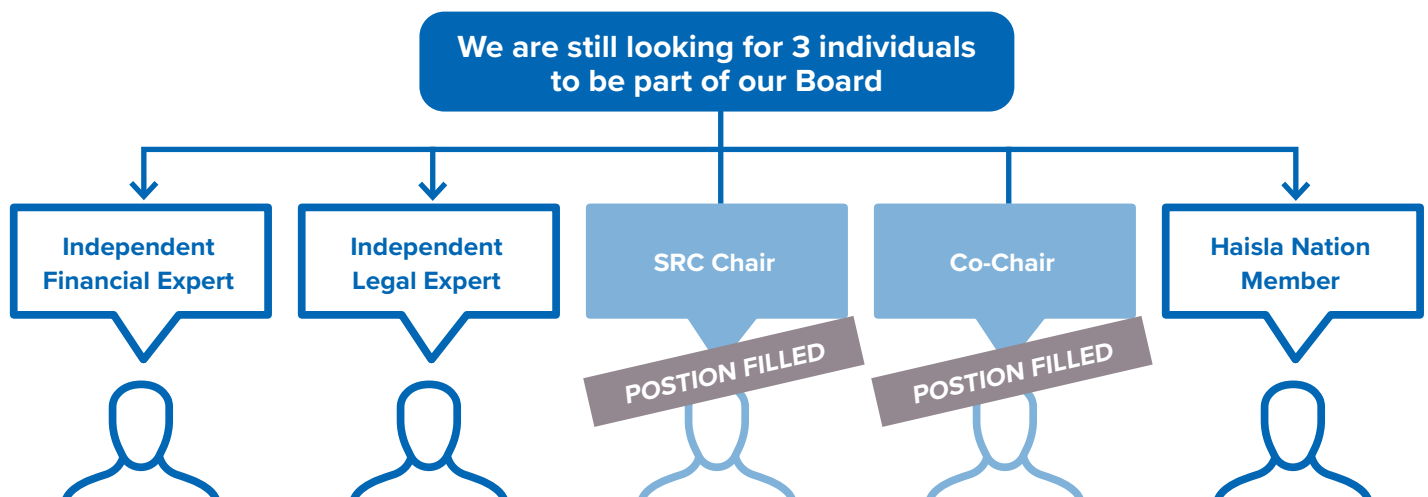 We are still looking for 3 individuals
to be part of our Board
Independent
Financial Expert
Independent
Legal Expert
SRC Chair
Co-Chair
Haisla Nation
Member
POSTION FILLED
POSTION FILLED